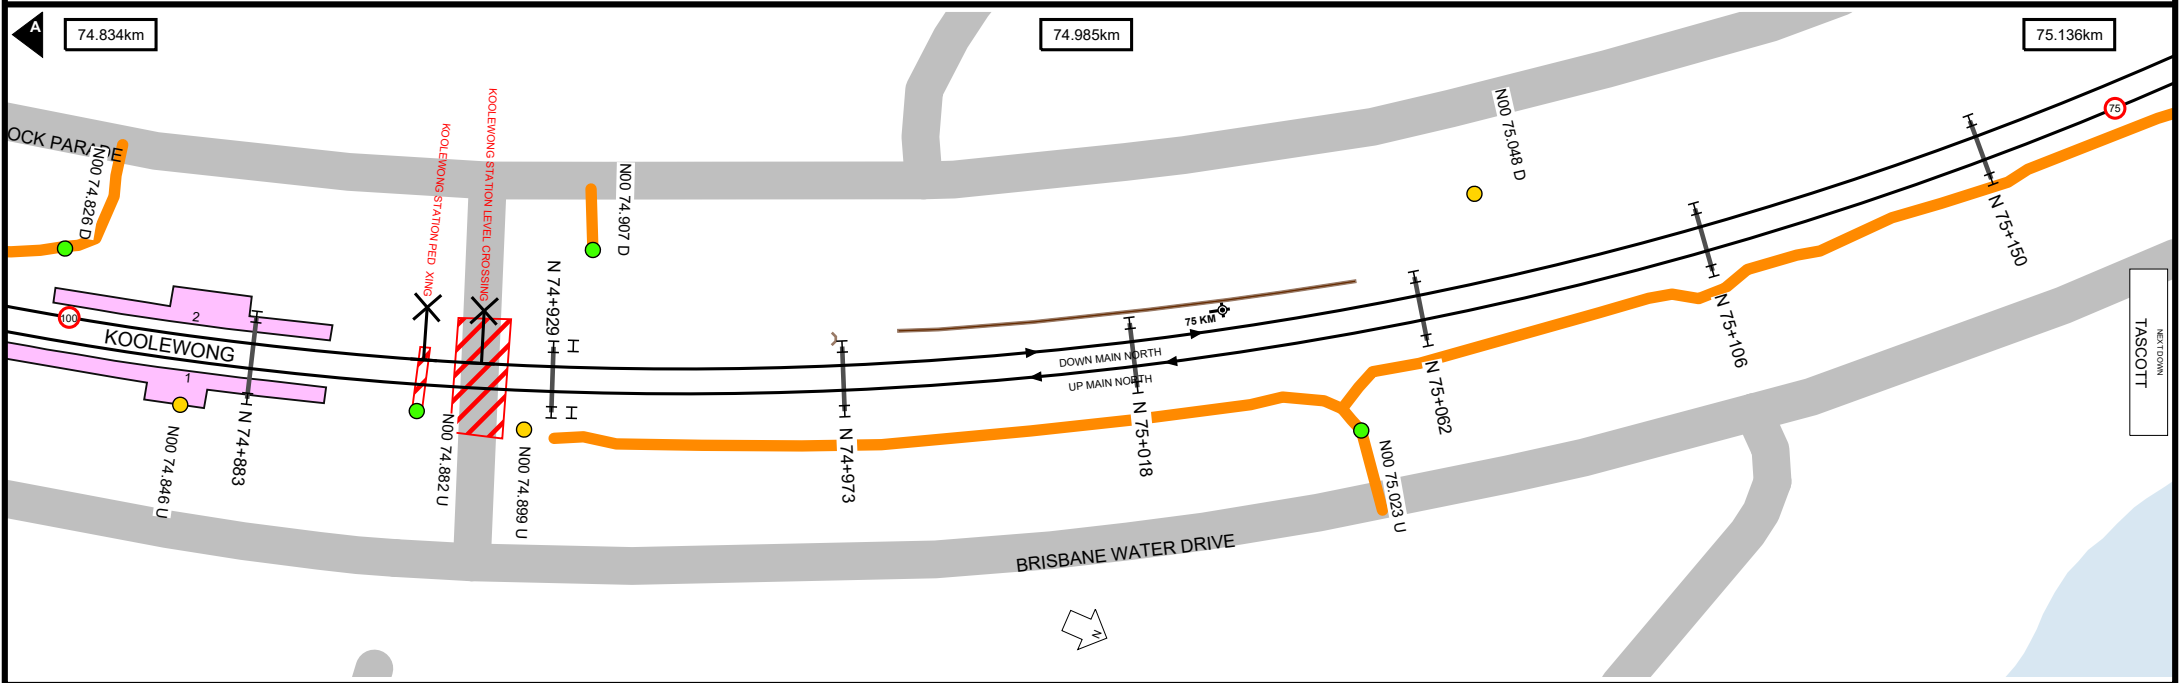 A
74.834km
74.985km
75.136km
OCK PARADE
N00 74.826 D
KOOLEWONG STATION PED XING
KOOLEWONG STATION LEVEL CROSSING
N00 74.907 D
N00 75.048 D
75
N 75+150
100
2
KOOLEWONG
1
N 74+929
75 KM
DOWN MAIN NORTH
UP MAIN NORTH
N 75+106
N 75+062
NEXT DOWN
TASCOTT
N00 74.846 U
N 74+883
N00 74.882 U
N00 74.899 U
N 74+973
N 75+018
N00 75.023 U
BRISBANE WATER DRIVE
N